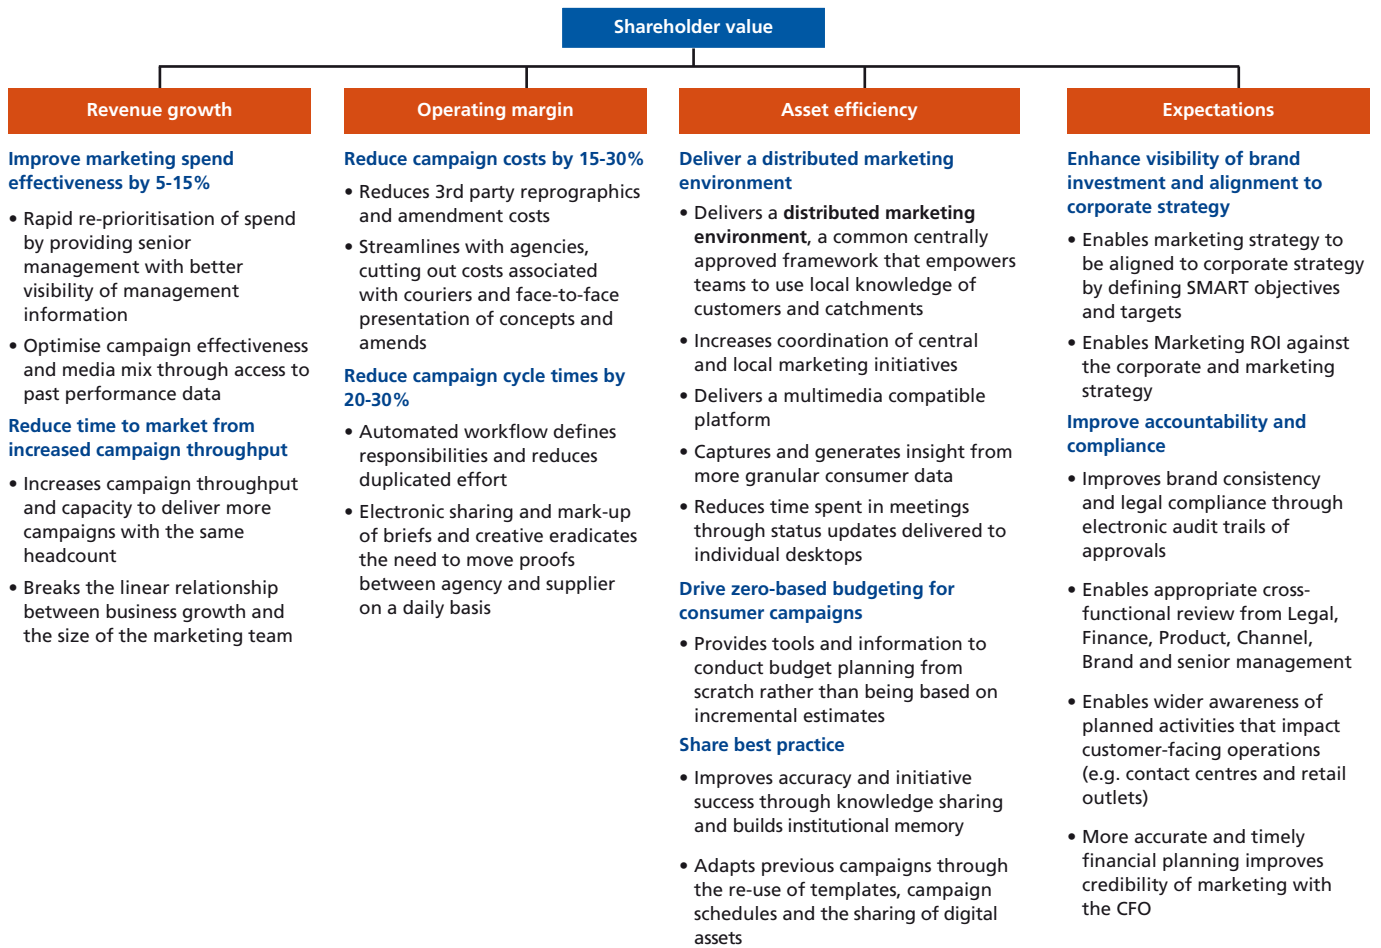 Shareholder value
Revenue growth
Improve marketing spend
effectiveness by 5-15%
• Rapid re-prioritisation of spend
by providing senior
management with better
visibility of management
information
• Optimise campaign effectiveness
and media mix through access to
past performance data
Reduce time to market from
increased campaign throughput
• Increases campaign throughput
and capacity to deliver more
campaigns with the same
headcount
• Breaks the linear relationship
between business growth and
the size of the marketing team
Operating margin
Reduce campaign costs by 15-30%
• Reduces 3rd party reprographics
and amendment costs
• Streamlines with agencies,
cutting out costs associated
with couriers and face-to-face
presentation of concepts and
amends
Reduce campaign cycle times by
20-30%
• Automated workflow defines
responsibilities and reduces
duplicated effort
• Electronic sharing and mark-up
of briefs and creative eradicates
the need to move proofs
between agency and supplier
on a daily basis
Asset efficiency
Deliver a distributed marketing
environment
• Delivers a distributed marketing
environment, a common centrally
approved framework that empowers
teams to use local knowledge of
customers and catchments
• Increases coordination of central
and local marketing initiatives
• Delivers a multimedia compatible
platform
• Captures and generates insight from
more granular consumer data
• Reduces time spent in meetings
through status updates delivered to
individual desktops
Drive zero-based budgeting for
consumer campaigns
• Provides tools and information to
conduct budget planning from
scratch rather than being based on
incremental estimates
Share best practice
• Improves accuracy and initiative
success through knowledge sharing
and builds institutional memory
• Adapts previous campaigns through
the re-use of templates, campaign
schedules and the sharing of digital
assets
Expectations
Enhance visibility of brand
investment and alignment to
corporate strategy
• Enables marketing strategy to
be aligned to corporate strategy
by defining SMART objectives
and targets
• Enables Marketing ROI against
the corporate and marketing
strategy
Improve accountability and
compliance
• Improves brand consistency
and legal compliance through
electronic audit trails of
approvals
• Enables appropriate cross-
functional review from Legal,
Finance, Product, Channel,
Brand and senior management
• Enables wider awareness of
planned activities that impact
customer-facing operations
(e.g. contact centres and retail
outlets)
• More accurate and timely
financial planning improves
credibility of marketing with
the CFO